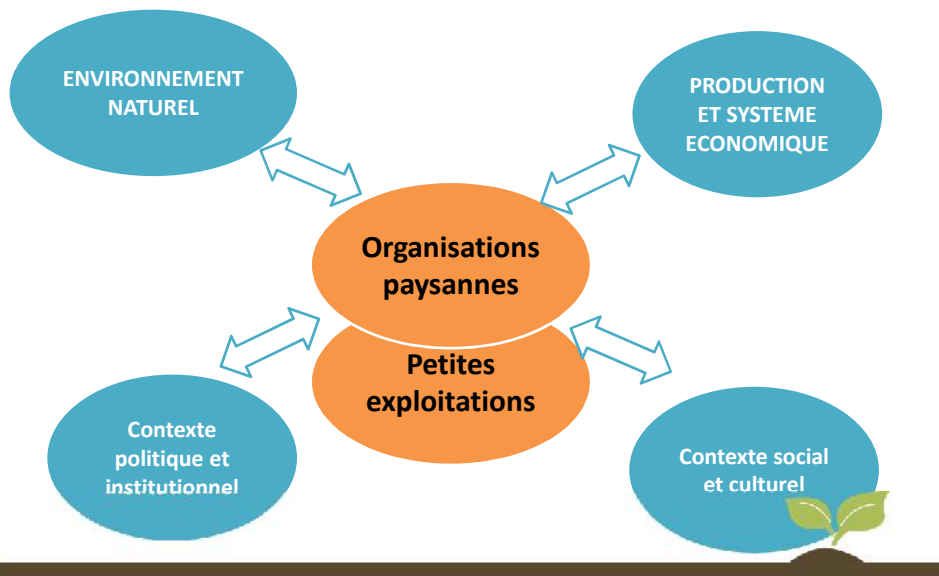 ENVIRONNEMENT
NATUREL
PRODUCTION
ET SYSTEME
ECONOMIQUE
Organisations
paysannes
Petites
exploitations
Contexte
politique et
institutionnel
Contexte social
et culturel